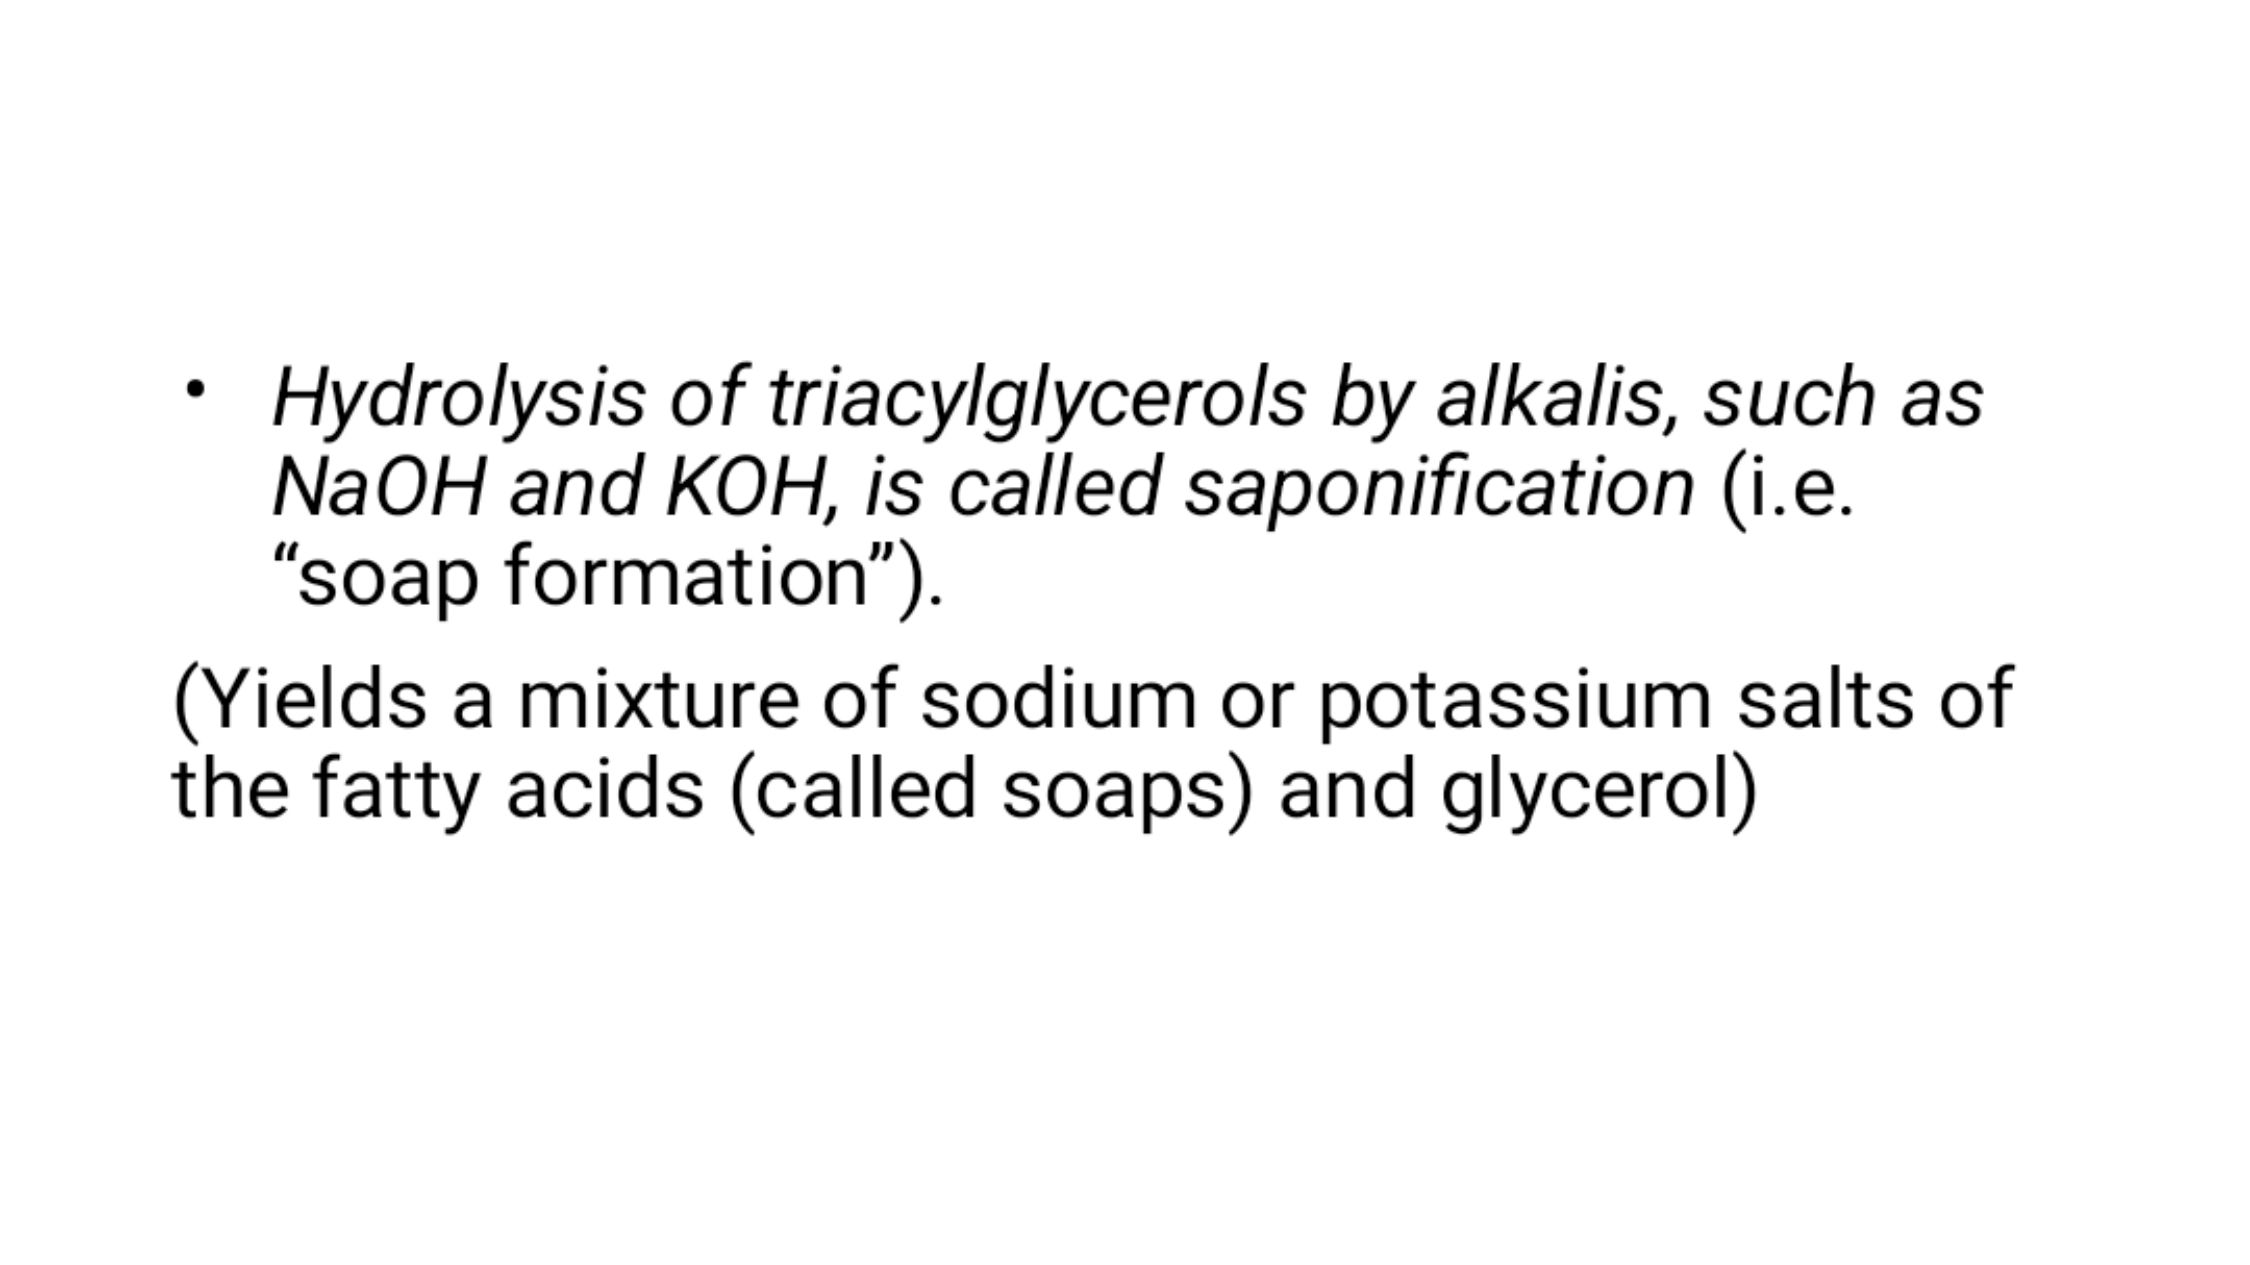 • Hydrolysis of triacylglycerols by alkalis, such as
NaOH and KOH, is called saponification (i.e.
“soap formation”).
(Yields a mixture of sodium or potassium salts of
the fatty acids (called soaps) and glycerol)